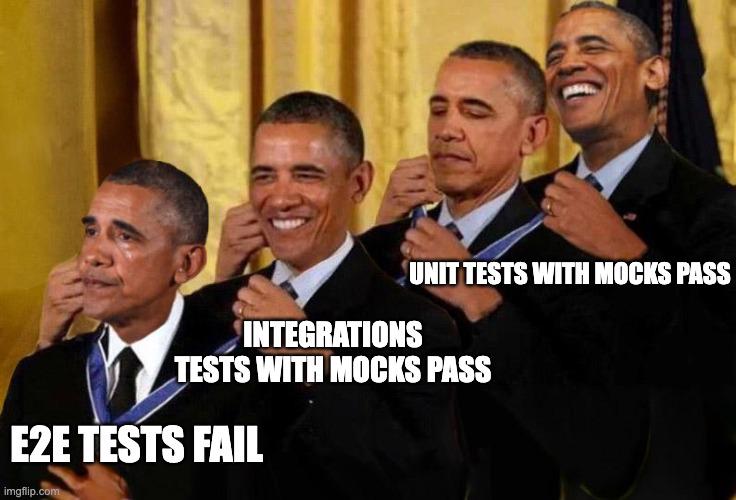 UNIT TESTS WITH MOCKS PASS
INTEGRATIONS
TESTS WITH MOCKS PASS
E2E TESTS FAIL
imgflip.com